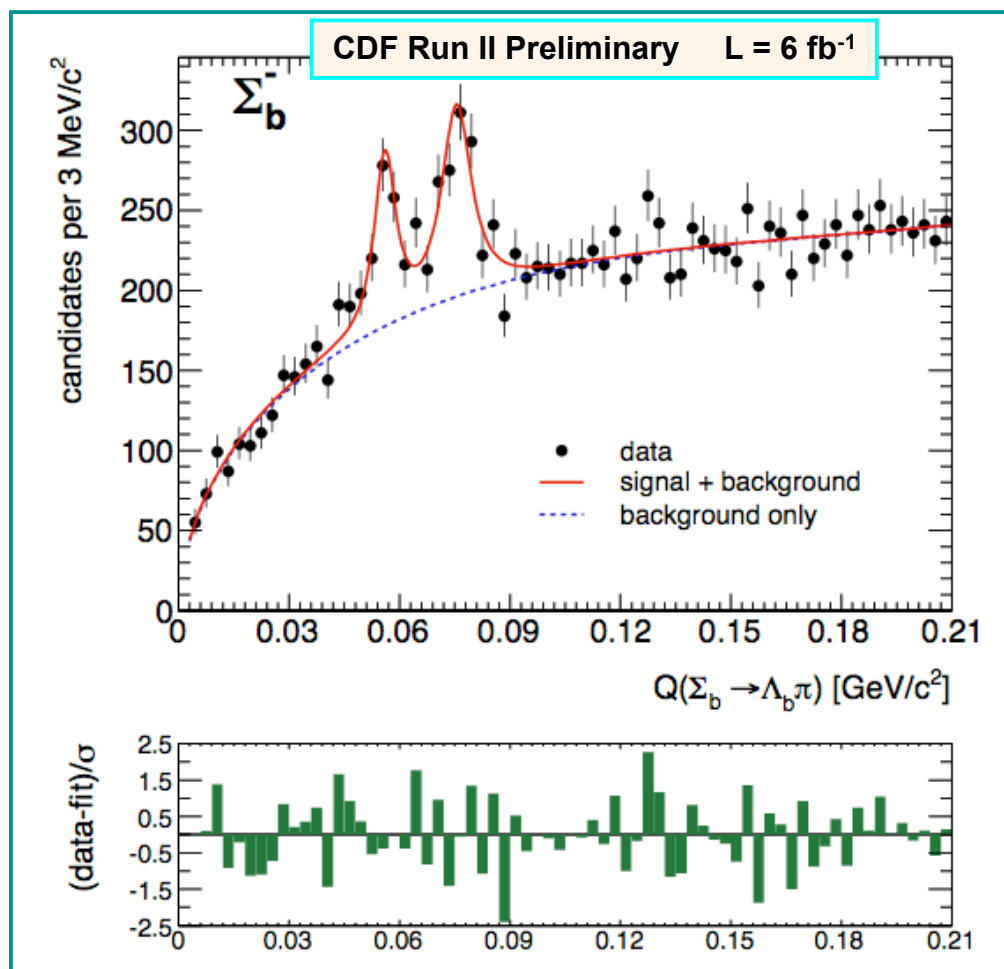 CDF Run II Preliminary L = 6 fb⁻¹
Σb⁻
candidates per 3 MeV/c²
300
250
200
150
100
50
0
data
signal + background
background only
0 0.03 0.06 0.09 0.12 0.15 0.18 0.21
Q(Σb →Λbπ) [GeV/c²]
(data-fit)/σ
2.5
1.5
0.5
-0.5
-1.5
-2.5
0 0.03 0.06 0.09 0.12 0.15 0.18 0.21